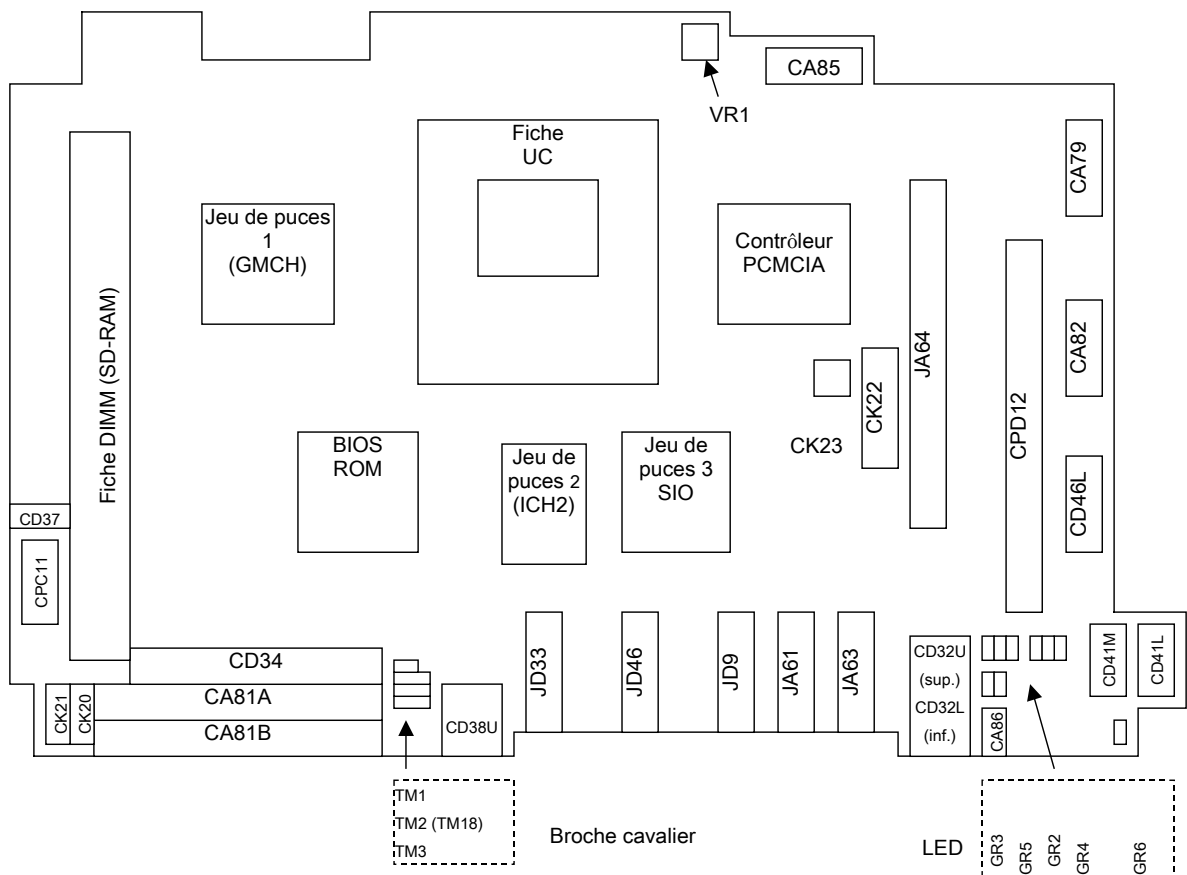 CA85
VR1
Fiche
UC
CA79
Jeu de puces
1
(GMCH)
Contrôleur
PCMCIA
Fiche DIMM (SD-RAM)
JA64
CA82
CK22
CPD12
BIOS
ROM
Jeu de
puces 2
(ICH2)
Jeu de
puces 3
SIO
CK23
CD46L
CD37
CPC11
CD34
CA81A
CA81B
CK21
CK20
CD38U
JD33
JD46
JD9
JA61
JA63
CD32U
(sup.)
CD32L
(inf.)
CA86
CD41M
CD41L
TM1
TM2 (TM18)
TM3
Broche cavalier
LED
GR3
GR5
GR2
GR4
GR6